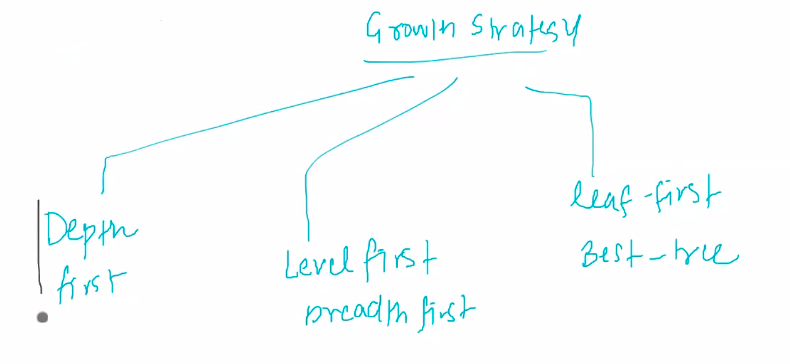 Growth Strategy
Depth
first
Level first
breadth first
leaf-first
Best-tree